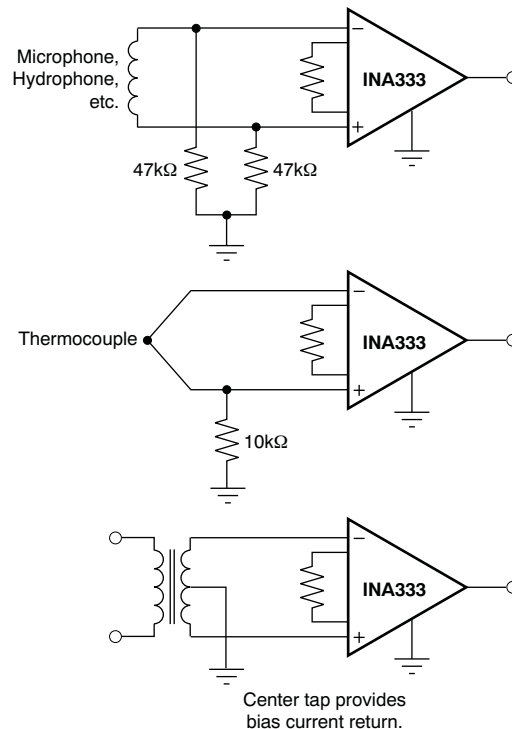 Microphone,
Hydrophone,
etc.
−
INA333
+
47kΩ
47kΩ
Thermocouple
−
INA333
+
10kΩ
−
INA333
+
Center tap provides
bias current return.